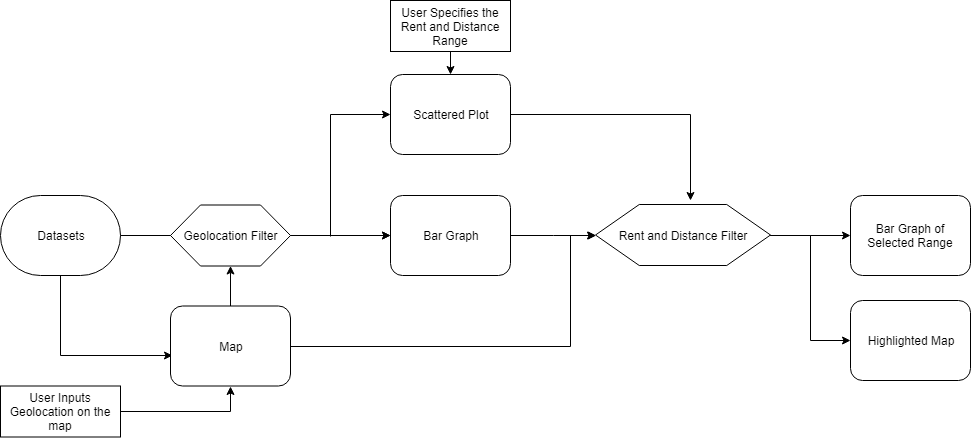 User Specifies the
Rent and Distance
Range
Scattered Plot
Datasets
Geolocation Filter
Bar Graph
Rent and Distance Filter
Bar Graph of
Selected Range
Map
Highlighted Map
User Inputs
Geolocation on the
map